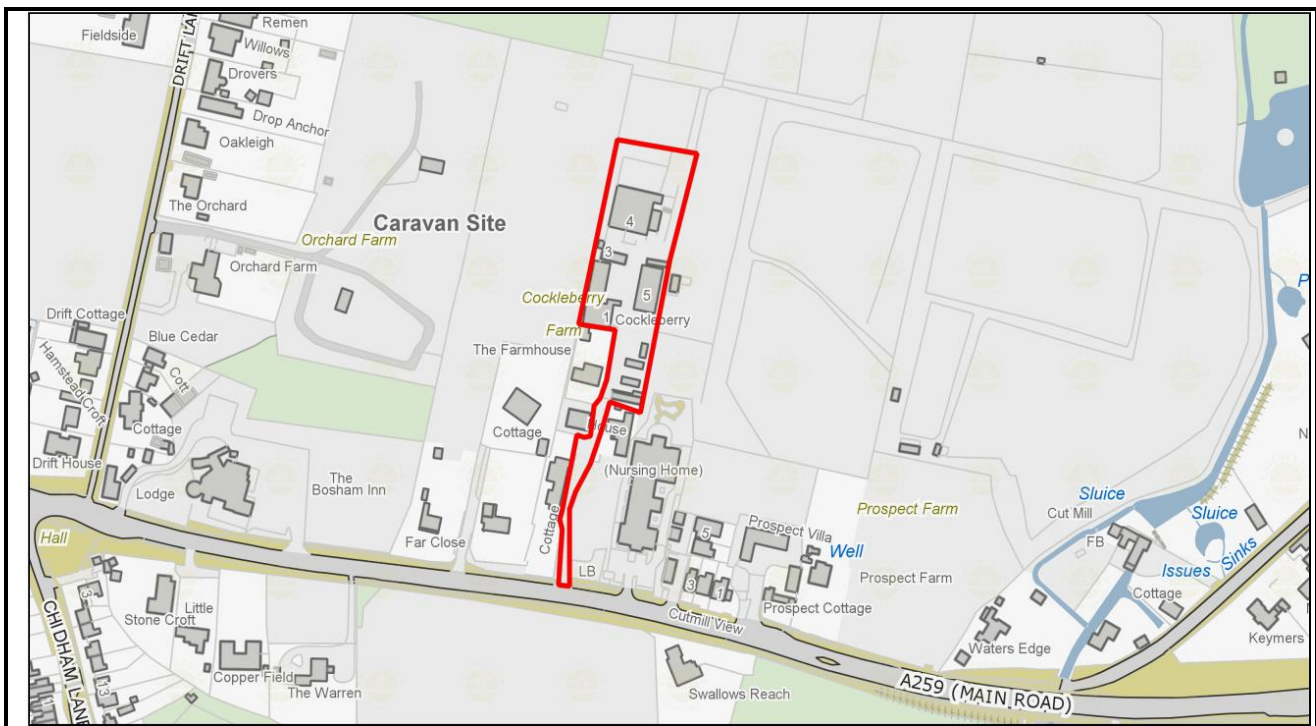 Remen
Fieldside
Willows
DRIFT LA
Drovers
Drop Anchor
Oakleigh
The Orchard
Caravan Site
Orchard Farm
Orchard Farm
4
3
5
Cockleberry
1
Cockleberry
Farm
The Farmhouse
Drift Cottage
Blue Cedar
Hamstead Croft
Cott
Cottage
Cottage
House
Drift House
(Nursing Home)
Lodge
The
Bosham Inn
Cottage
Far Close
Hall
5
Prospect Villa
Well
Prospect Farm
Prospect Farm
LB
3
1
Prospect Cottage
Cutmill View
Sluice
Cut Mill
Sluice
FB
Issues
Sinks
Cottage
Waters Edge
Keymers
P
N
13
Little
Stone Croft
CHIDHAM LANE
13
Copper Field
The Warren
Swallows Reach
A259 (MAIN ROAD)